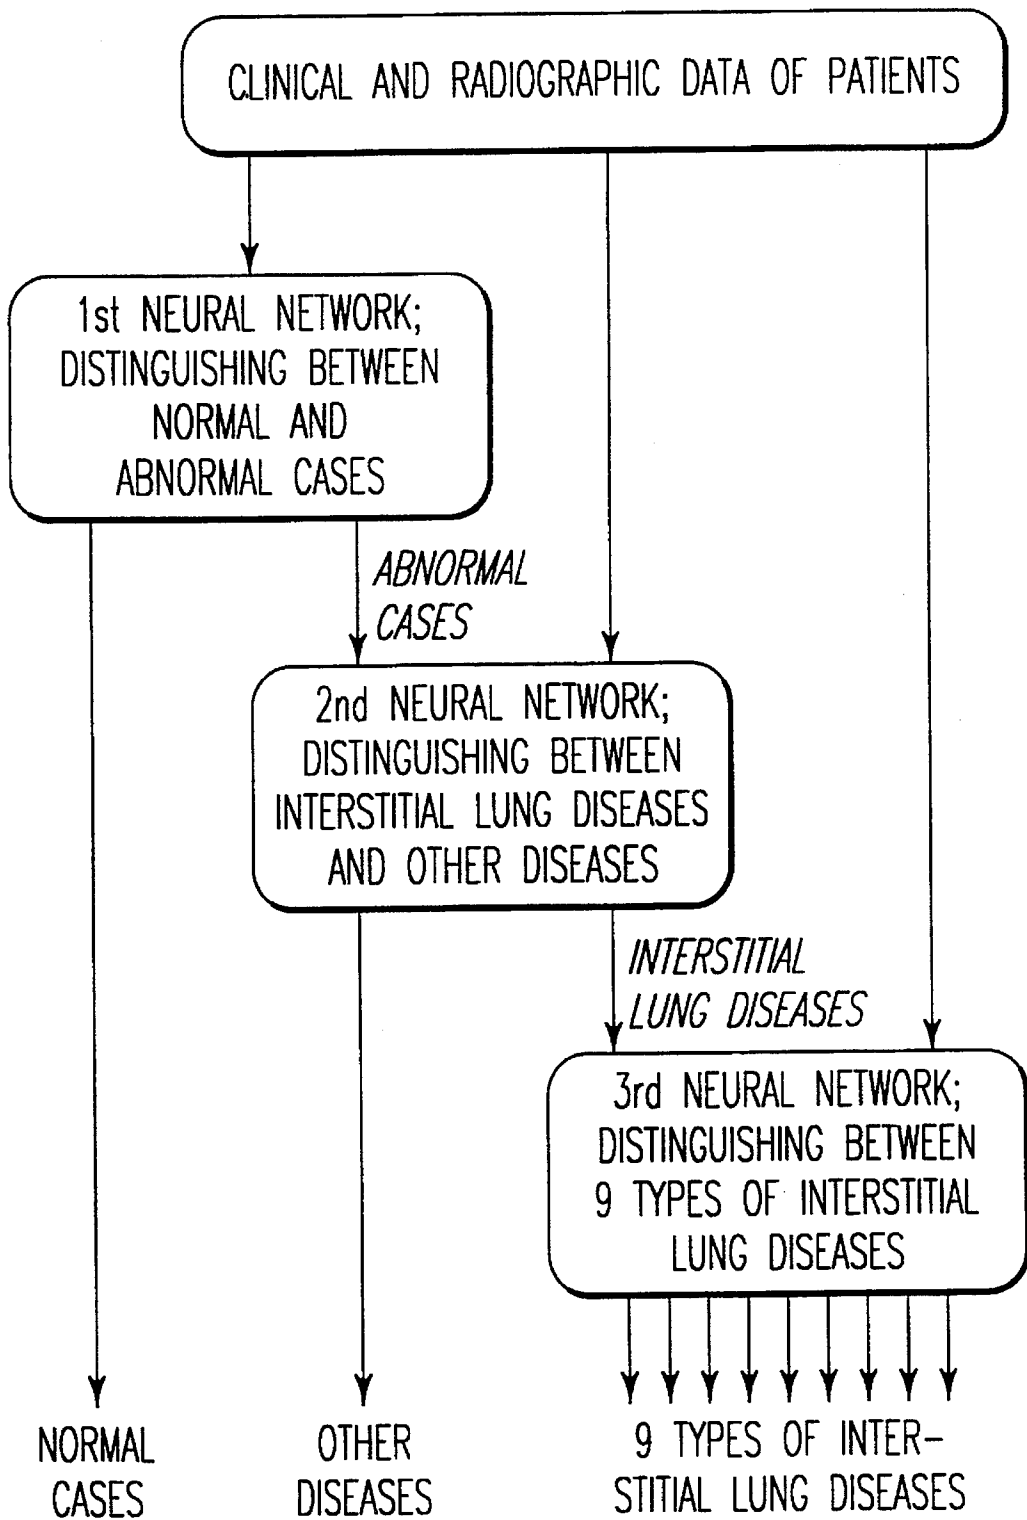 CLINICAL AND RADIOGRAPHIC DATA OF PATIENTS
1st NEURAL NETWORK;
DISTINGUISHING BETWEEN
NORMAL AND
ABNORMAL CASES
ABNORMAL
CASES
2nd NEURAL NETWORK;
DISTINGUISHING BETWEEN
INTERSTITIAL LUNG DISEASES
AND OTHER DISEASES
INTERSTITIAL
LUNG DISEASES
3rd NEURAL NETWORK;
DISTINGUISHING BETWEEN
9 TYPES OF INTERSTITIAL
LUNG DISEASES
NORMAL
CASES
OTHER
DISEASES
9 TYPES OF INTER-
STITIAL LUNG DISEASES